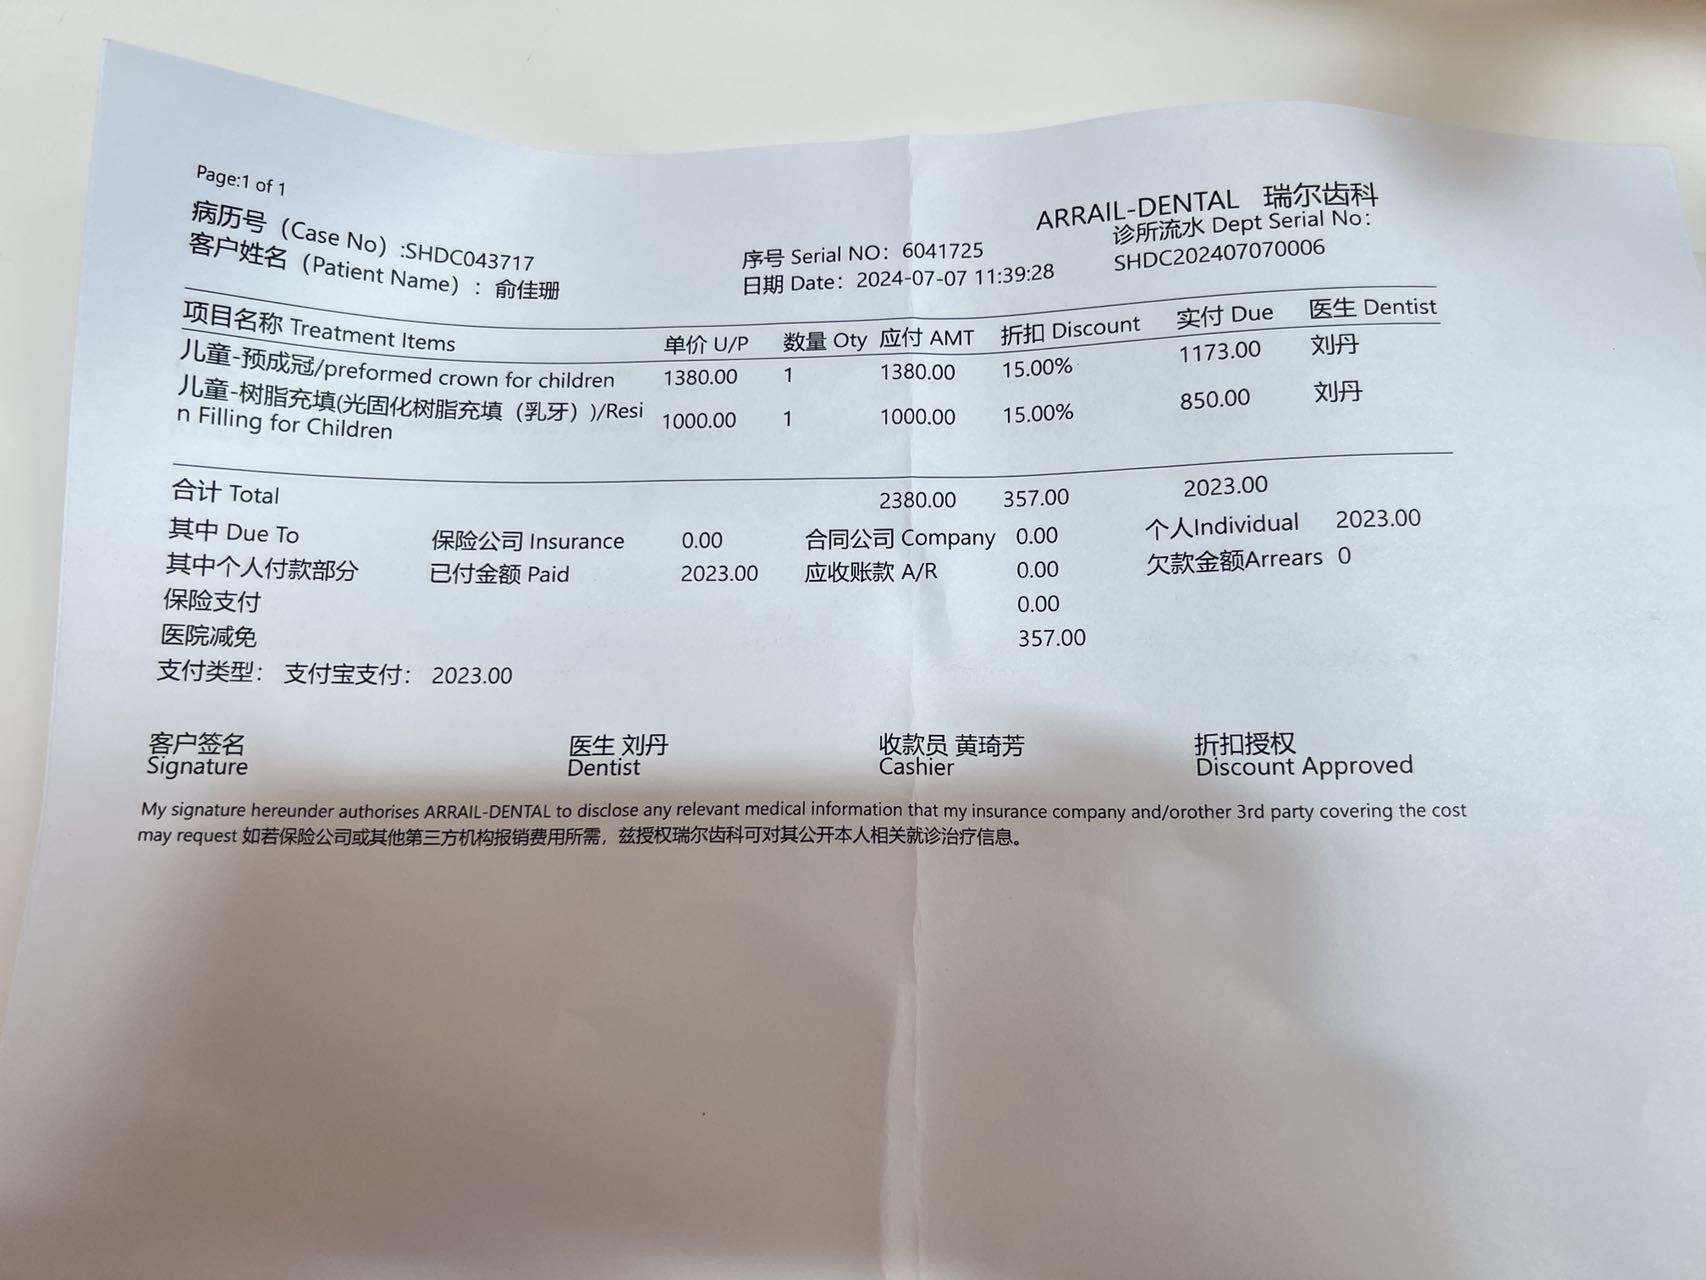 Page:1 of 1
ARRAIL-DENTAL 瑞尔齿科
病历号（Case No）:SHDC043717 序号 Serial NO：6041725 诊所流水 Dept Serial No：
客户姓名（Patient Name）：俞佳珊 日期 Date：2024-07-07 11:39:28 SHDC202407070006
项目名称 Treatment Items 单价 U/P 数量 Qty 应付 AMT 折扣 Discount 实付 Due 医生 Dentist
儿童-预成冠/preformed crown for children 1380.00 1 1380.00 15.00% 1173.00 刘丹
儿童-树脂充填(光固化树脂充填（乳牙）)/Resi 1000.00 1 1000.00 15.00% 850.00 刘丹
n Filling for Children
合计 Total 2380.00 357.00 2023.00
其中 Due To 保险公司 Insurance 0.00 合同公司 Company 0.00 个人Individual 2023.00
其中个人付款部分 已付金额 Paid 2023.00 应收账款 A/R 0.00 欠款金额Arrears 0
保险支付 0.00
医院减免 357.00
支付类型： 支付宝支付： 2023.00
客户签名 医生 刘丹 收款员 黄琦芳 折扣授权
Signature Dentist Cashier Discount Approved
My signature hereunder authorises ARRAIL-DENTAL to disclose any relevant medical information that my insurance company and/orother 3rd party covering the cost
may request 如若保险公司或其他第三方机构报销费用所需，兹授权瑞尔齿科可对其公开本人相关就诊治疗信息。